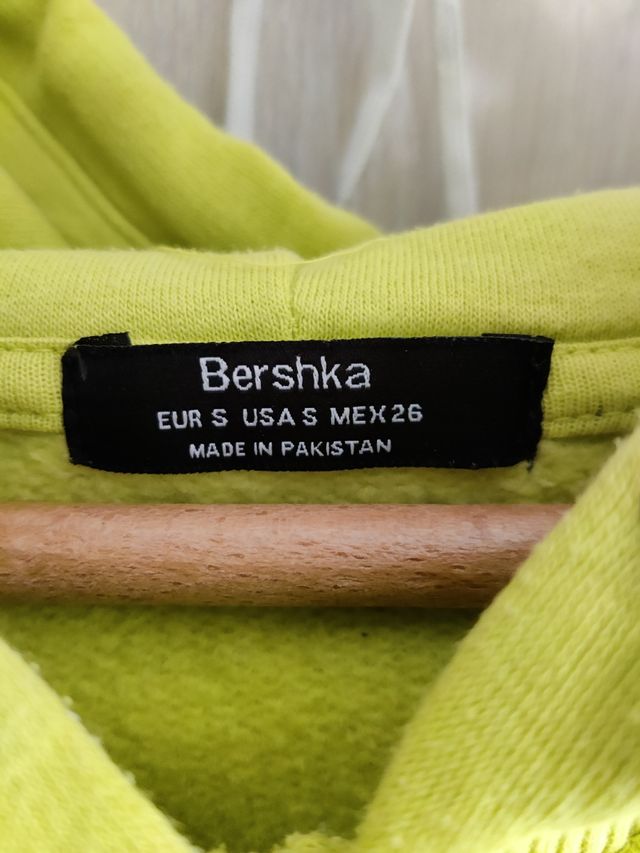 Bershka
EUR S USA S MEX 26
MADE IN PAKISTAN